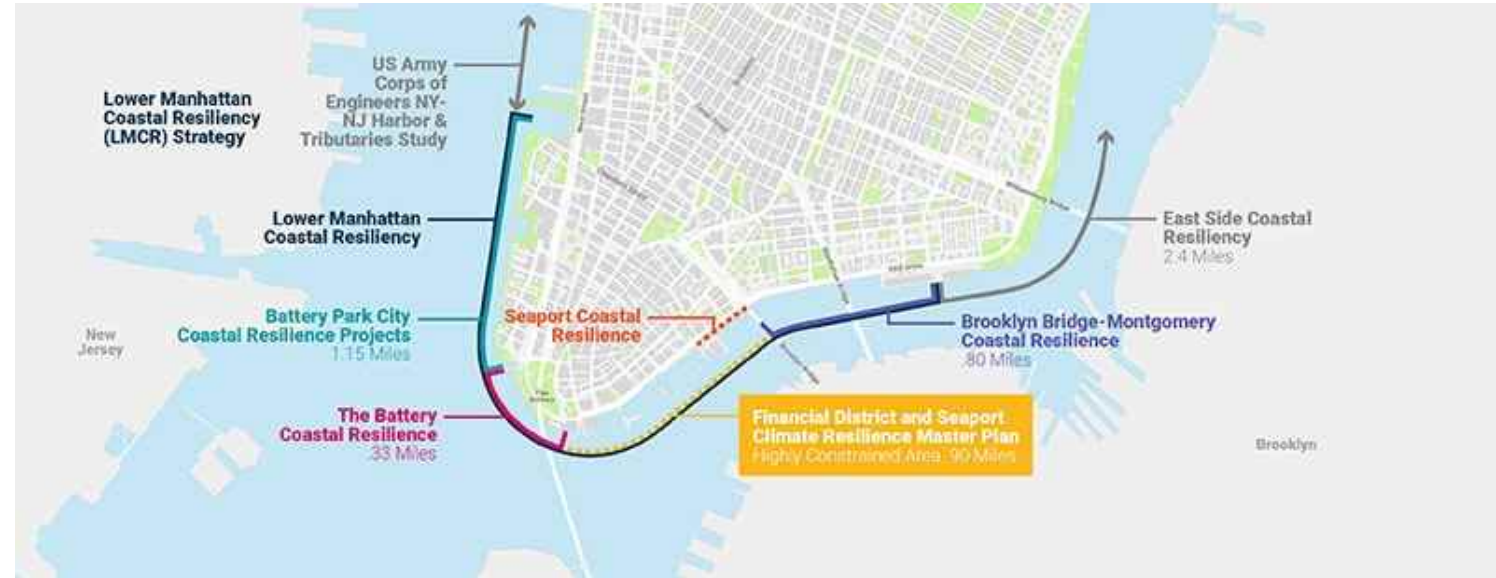 US Army
Corps of
Engineers NY-
NJ Harbor &
Tributaries Study
Lower Manhattan
Coastal Resiliency
(LMCR) Strategy
Lower Manhattan
Coastal Resiliency
East Side Coastal
Resiliency
2.4 Miles
Battery Park City
Coastal Resilience Projects
1.15 Miles
New
Jersey
Seaport Coastal
Resilience
Brooklyn Bridge-Montgomery
Coastal Resilience
.80 Miles
The Battery
Coastal Resilience
.33 Miles
Financial District and Seaport
Climate Resilience Master Plan
Highly Constrained Area .90 Miles
Brooklyn